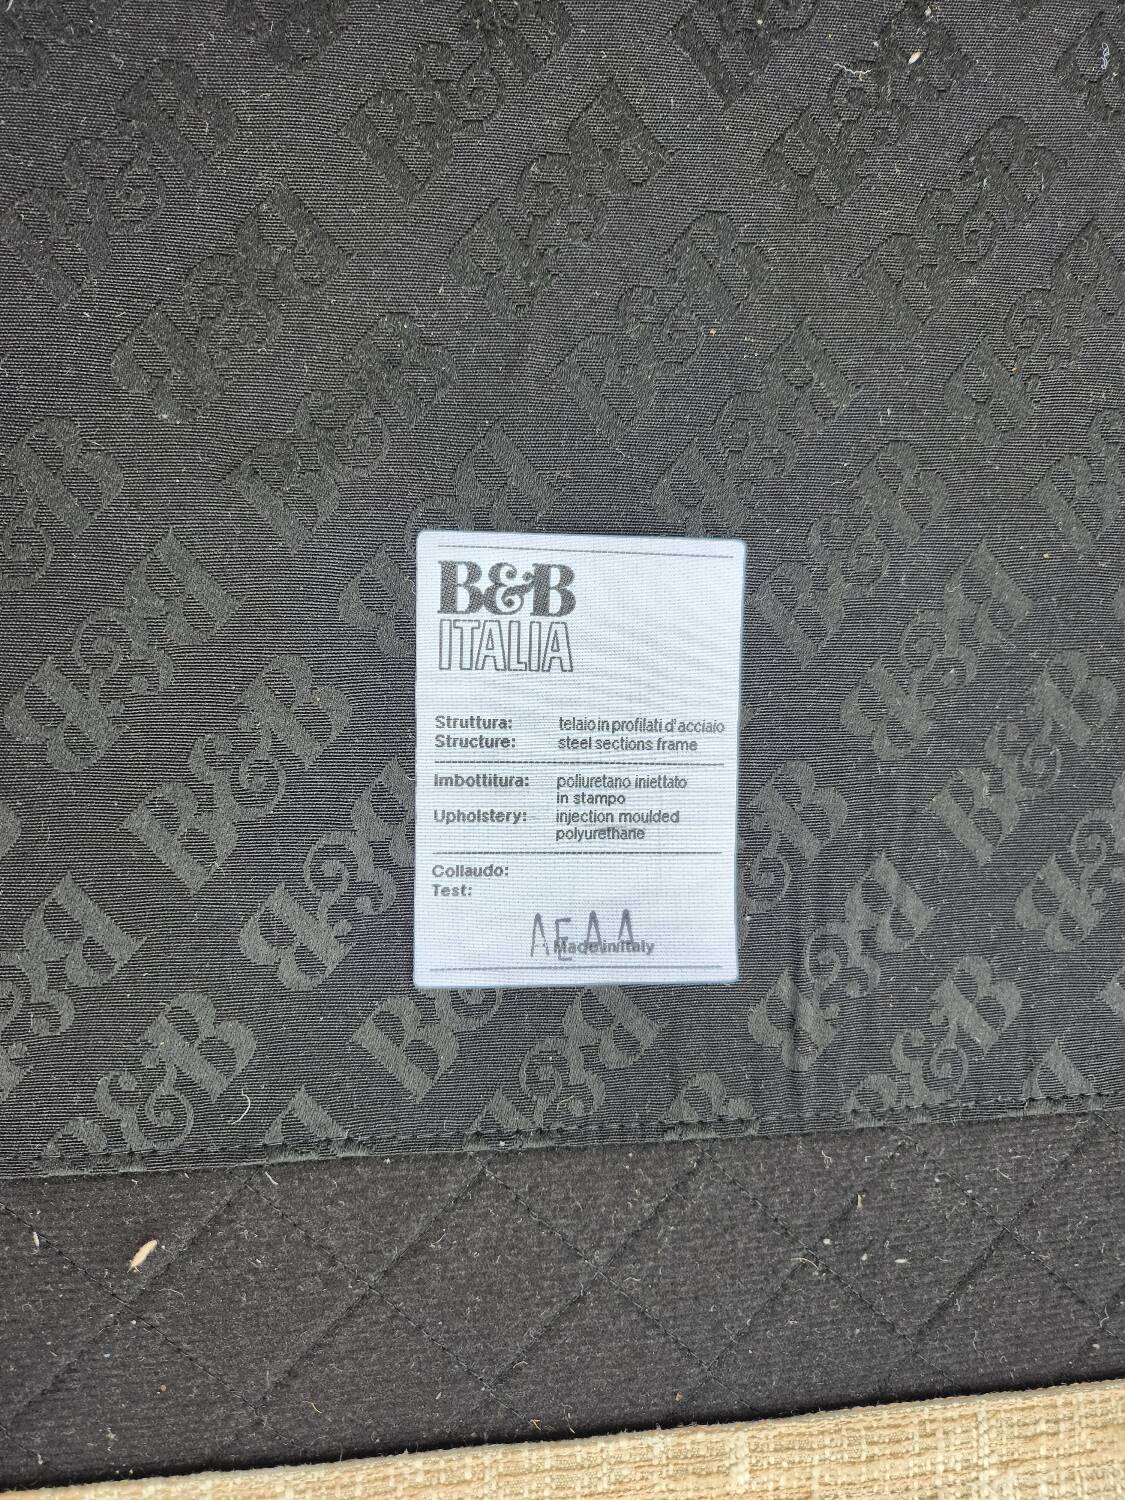 B&B
ITALIA
Struttura: telaio in profilati d'acciaio
Structure: steel sections frame
Imbottitura: poliuretano iniettato
in stampo
Upholstery: injection moulded
polyurethane
Collaudo:
Test:
AEAA
Made in Italy